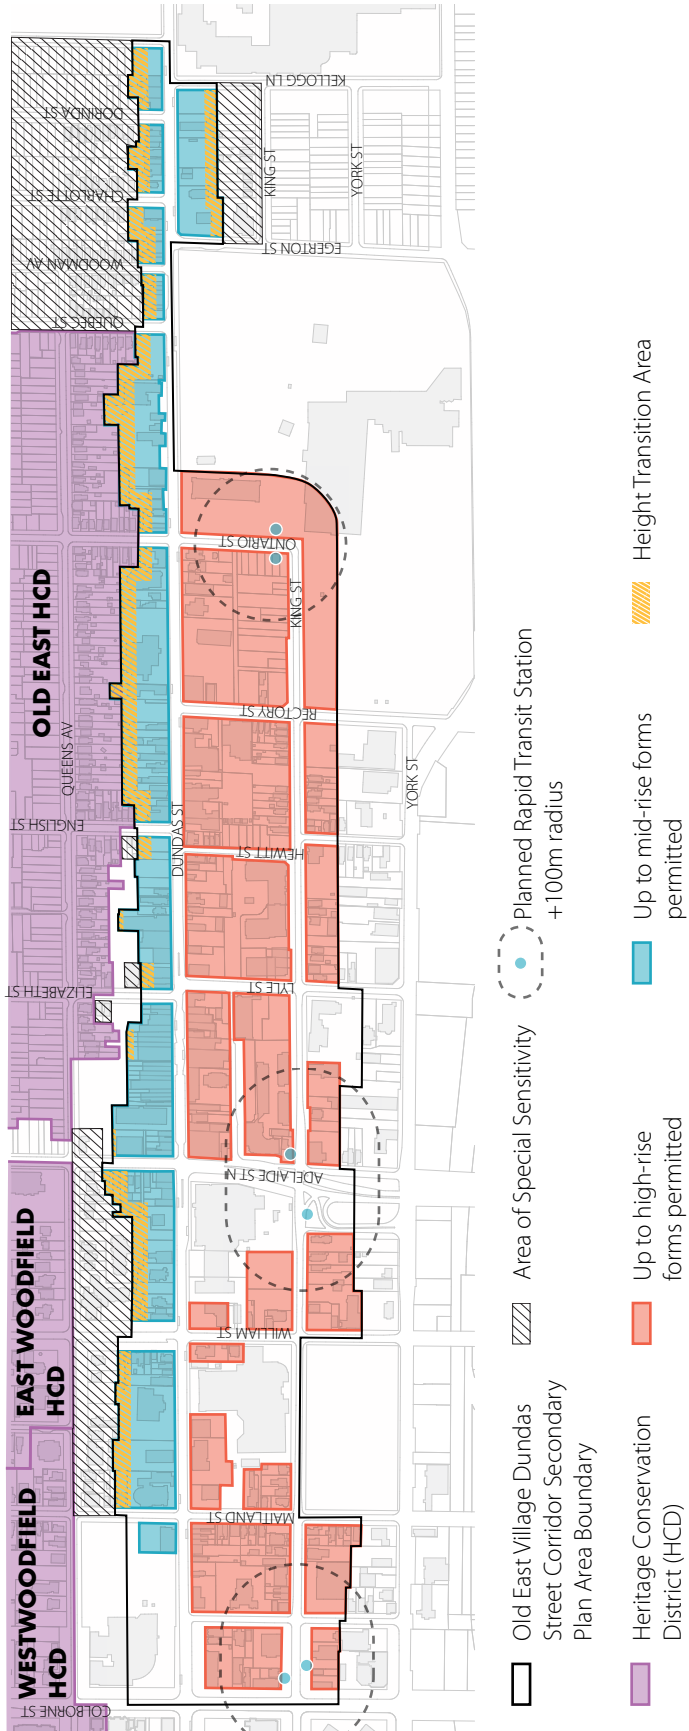 WESTWOODFIELD
HCD
EAST WOODFIELD
HCD
OLD EAST HCD
COLBORNE ST
MAITLAND ST
WILLIAM ST
ADELAIDE ST N
ELIZABETH ST
LYLE ST
ENGLISH ST
HEWITT ST
QUEENS AV
DUNDAS ST
RECTORY ST
YORK ST
KING ST
ONTARIO ST
QUEBEC ST
WOODMAN AV
EGERTON ST
CHARLOTTE ST
KING ST
YORK ST
DORINDA ST
KELLOGG LN
Old East Village Dundas
Street Corridor Secondary
Plan Area Boundary
Area of Special Sensitivity
Planned Rapid Transit Station
+100m radius
Heritage Conservation
District (HCD)
Up to high-rise
forms permitted
Up to mid-rise forms
permitted
Height Transition Area